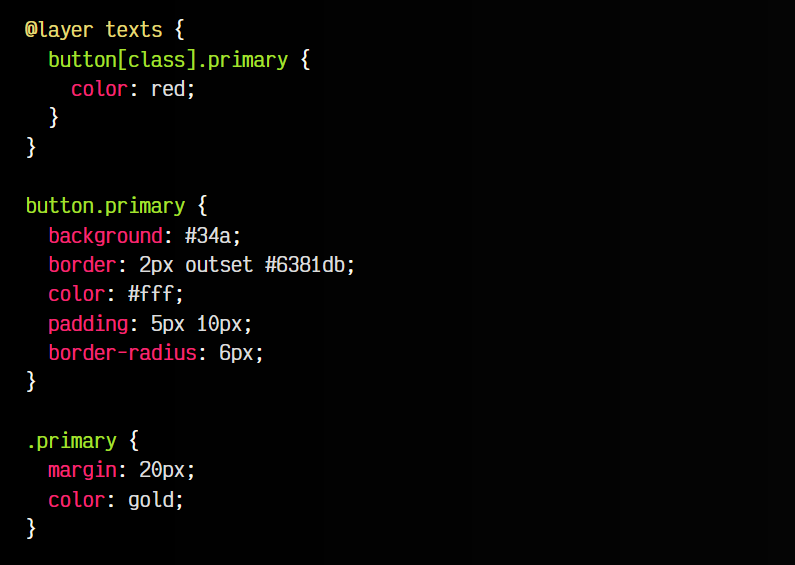 @layer texts {
  button[class].primary {
    color: red;
  }
}

button.primary {
  background: #34a;
  border: 2px outset #6381db;
  color: #fff;
  padding: 5px 10px;
  border-radius: 6px;
}

.primary {
  margin: 20px;
  color: gold;
}